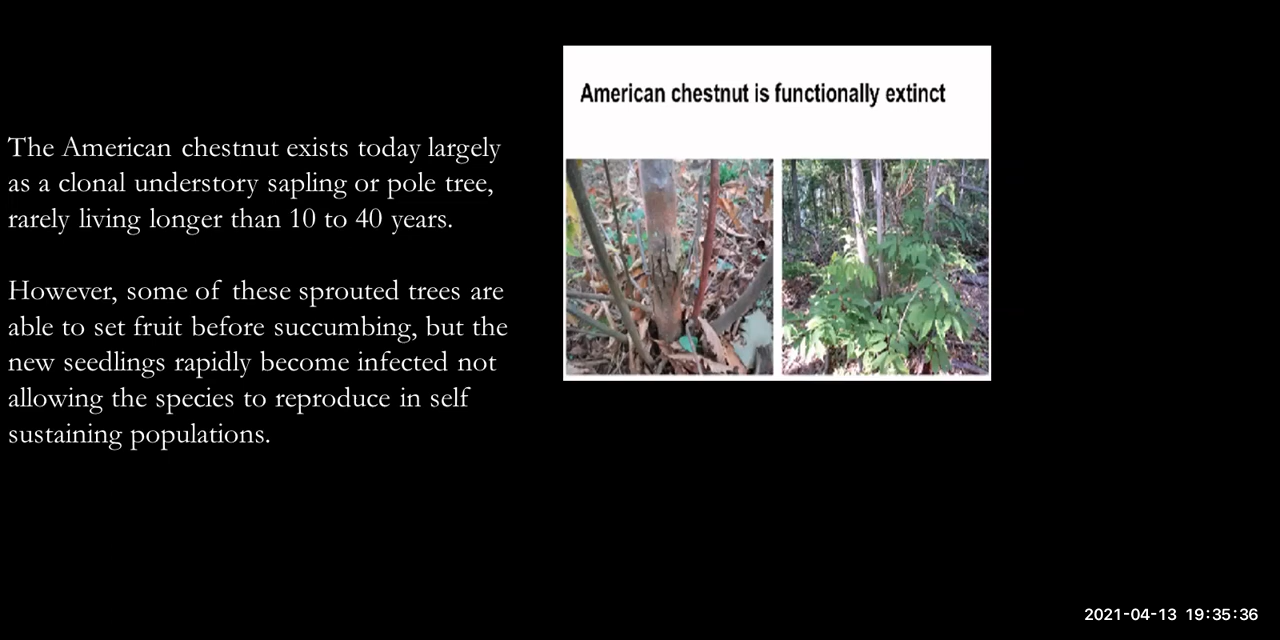 American chestnut is functionally extinct
The American chestnut exists today largely
as a clonal understory sapling or pole tree,
rarely living longer than 10 to 40 years.
However, some of these sprouted trees are
able to set fruit before succumbing, but the
new seedlings rapidly become infected not
allowing the species to reproduce in self
sustaining populations.
2021-04-13 19:35:36